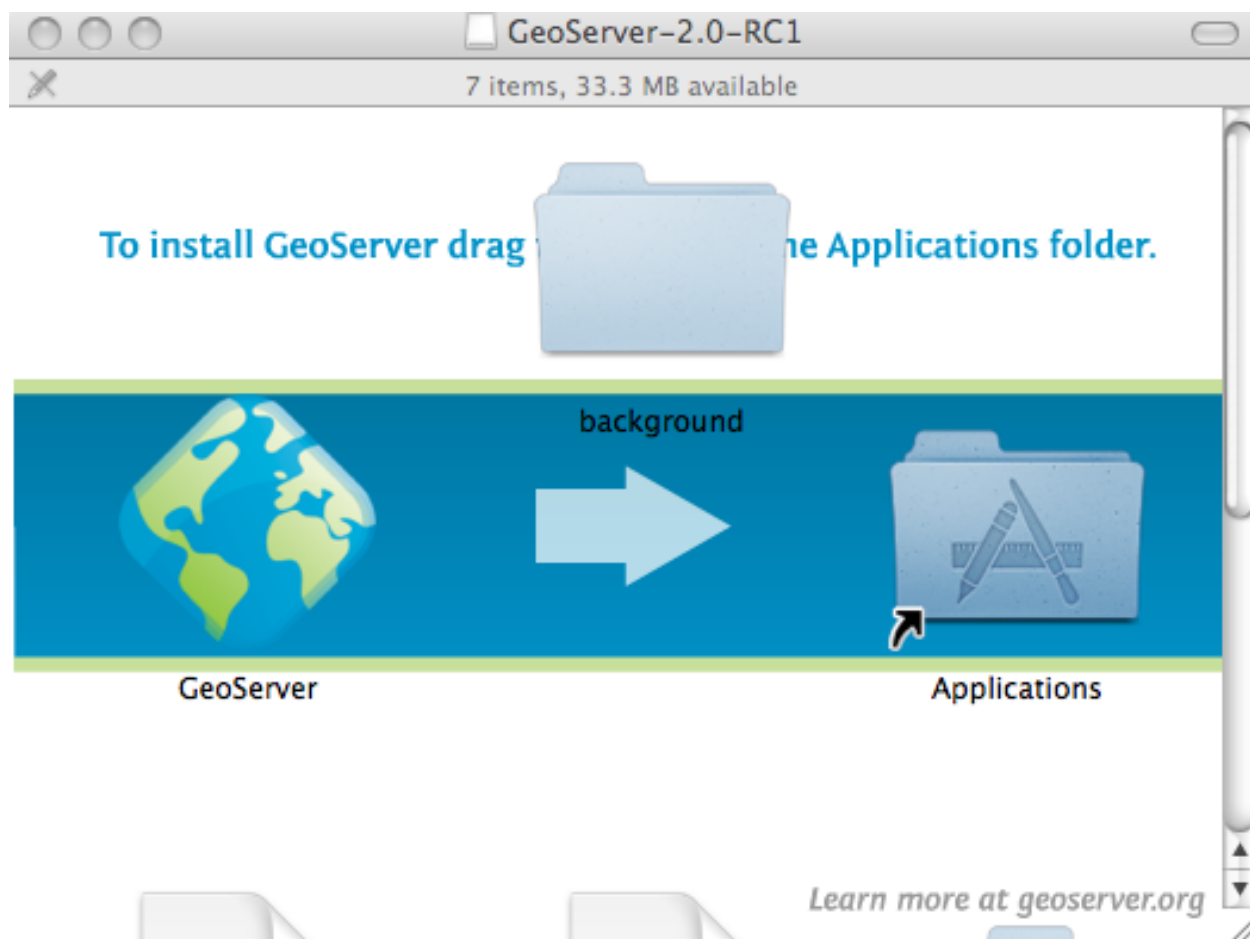 GeoServer-2.0-RC1
7 items, 33.3 MB available
To install GeoServer drag Applications folder.
background
GeoServer
Applications
Learn more at geoserver.org